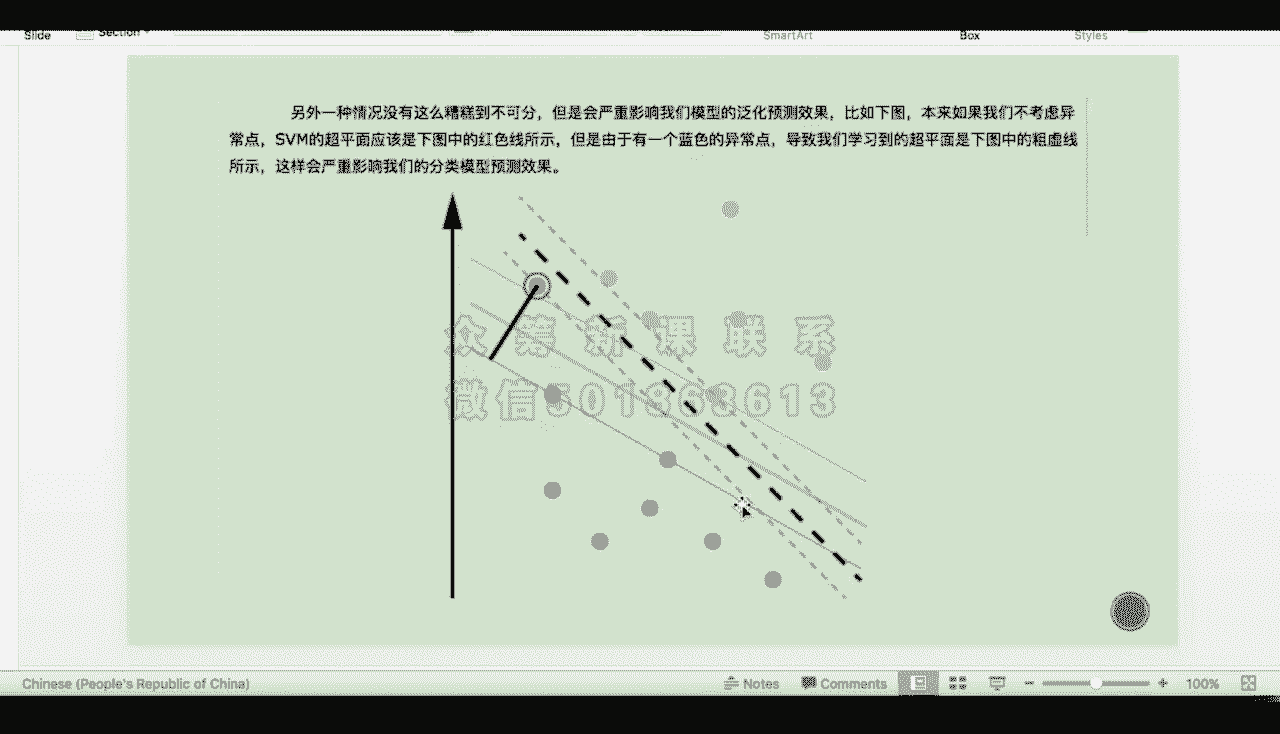 Slide
Section
SmartArt
Box
Styles
另外一种情况没有这么糟糕到不可分，但是会严重影响我们模型的泛化预测效果，比如下图，本来如果我们不考虑异
常点，SVM的超平面应该是下图中的红色线所示，但是由于有一个蓝色的异常点，导致我们学习到的超平面是下图中的粗虚线
所示，这样会严重影响我们的分类模型预测效果。
众筹新课联系
微信501863613
Chinese (People's Republic of China)
Notes
Comments
100%